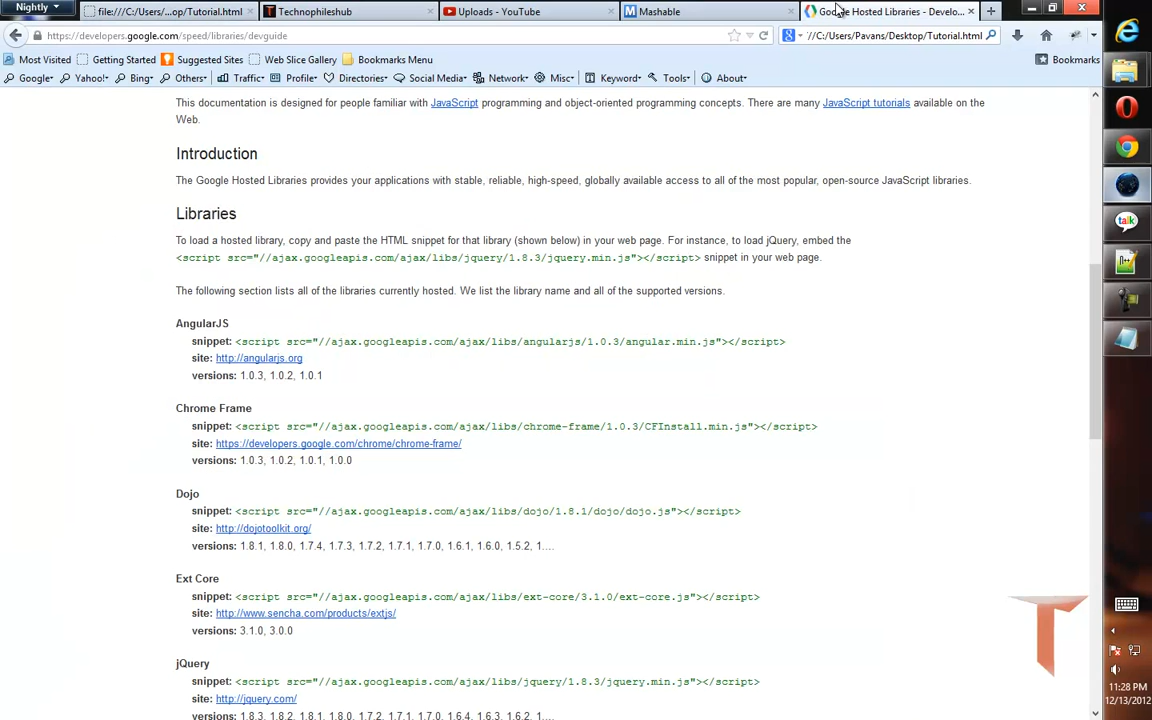 Nightly
file:///C:/Users/...op/Tutorial.html
Technophileshub
Uploads - YouTube
Mashable
Google Hosted Libraries - Develo...
https://developers.google.com/speed/libraries/devguide
//C:/Users/Pavans/Desktop/Tutorial.html
Most Visited Getting Started Suggested Sites Web Slice Gallery Bookmarks Menu Bookmarks
Google Yahoo! Bing Others Traffic Profile Directories Social Media Network Misc Keyword Tools About
This documentation is designed for people familiar with JavaScript programming and object-oriented programming concepts. There are many JavaScript tutorials available on the
Web.
Introduction
The Google Hosted Libraries provides your applications with stable, reliable, high-speed, globally available access to all of the most popular, open-source JavaScript libraries.
Libraries
To load a hosted library, copy and paste the HTML snippet for that library (shown below) in your web page. For instance, to load jQuery, embed the
<script src="//ajax.googleapis.com/ajax/libs/jquery/1.8.3/jquery.min.js"></script> snippet in your web page.
The following section lists all of the libraries currently hosted. We list the library name and all of the supported versions.
AngularJS
snippet: <script src="//ajax.googleapis.com/ajax/libs/angularjs/1.0.3/angular.min.js"></script>
site: http://angularjs.org
versions: 1.0.3, 1.0.2, 1.0.1
Chrome Frame
snippet: <script src="//ajax.googleapis.com/ajax/libs/chrome-frame/1.0.3/CFInstall.min.js"></script>
site: https://developers.google.com/chrome/chrome-frame/
versions: 1.0.3, 1.0.2, 1.0.1, 1.0.0
Dojo
snippet: <script src="//ajax.googleapis.com/ajax/libs/dojo/1.8.1/dojo/dojo.js"></script>
site: http://dojotoolkit.org/
versions: 1.8.1, 1.8.0, 1.7.4, 1.7.3, 1.7.2, 1.7.1, 1.7.0, 1.6.1, 1.6.0, 1.5.2, 1....
Ext Core
snippet: <script src="//ajax.googleapis.com/ajax/libs/ext-core/3.1.0/ext-core.js"></script>
site: http://www.sencha.com/products/extjs/
versions: 3.1.0, 3.0.0
jQuery
snippet: <script src="//ajax.googleapis.com/ajax/libs/jquery/1.8.3/jquery.min.js"></script>
site: http://jquery.com/
versions: 1.8.3, 1.8.2, 1.8.1, 1.8.0, 1.7.2, 1.7.1, 1.7.0, 1.6.4, 1.6.3, 1.6.2, 1....
talk
T
11:28 PM
12/13/2012